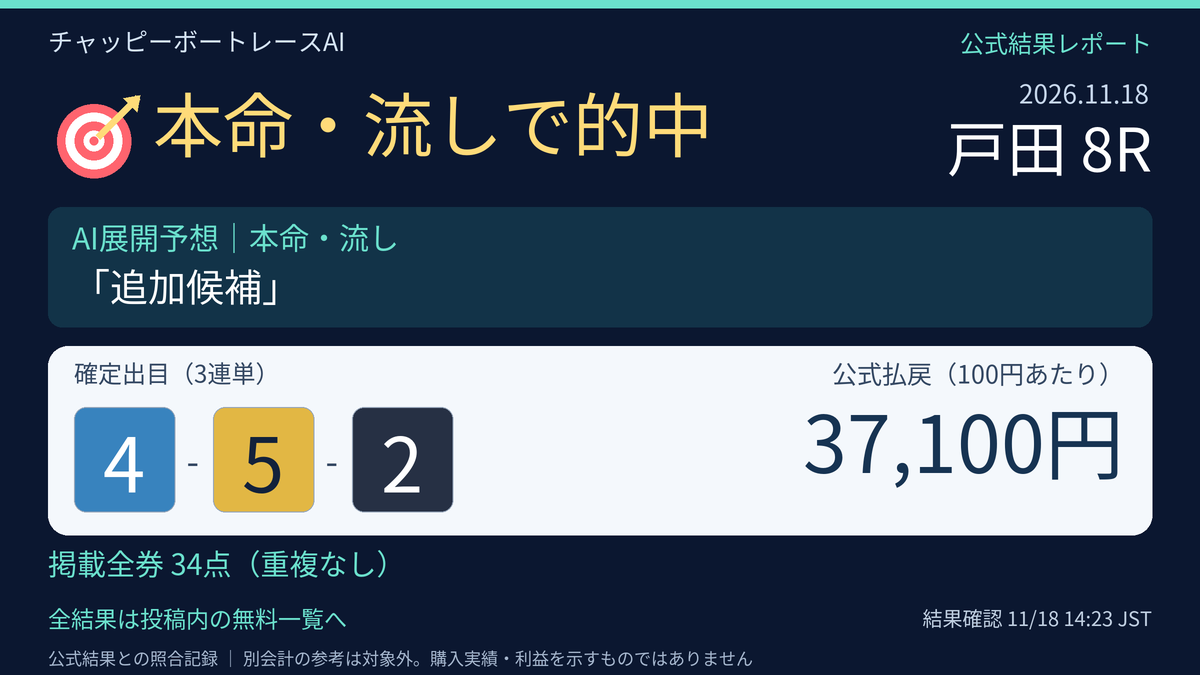 チャッピーボートレースAI
公式結果レポート
2026.11.18
本命・流しで的中
戸田 8R
AI展開予想｜本命・流し
「追加候補」
確定出目（3連単）
公式払戻（100円あたり）
4 - 5 - 2
37,100円
掲載全券 34点（重複なし）
全結果は投稿内の無料一覧へ
結果確認 11/18 14:23 JST
公式結果との照合記録 ｜ 別会計の参考は対象外。購入実績・利益を示すものではありません